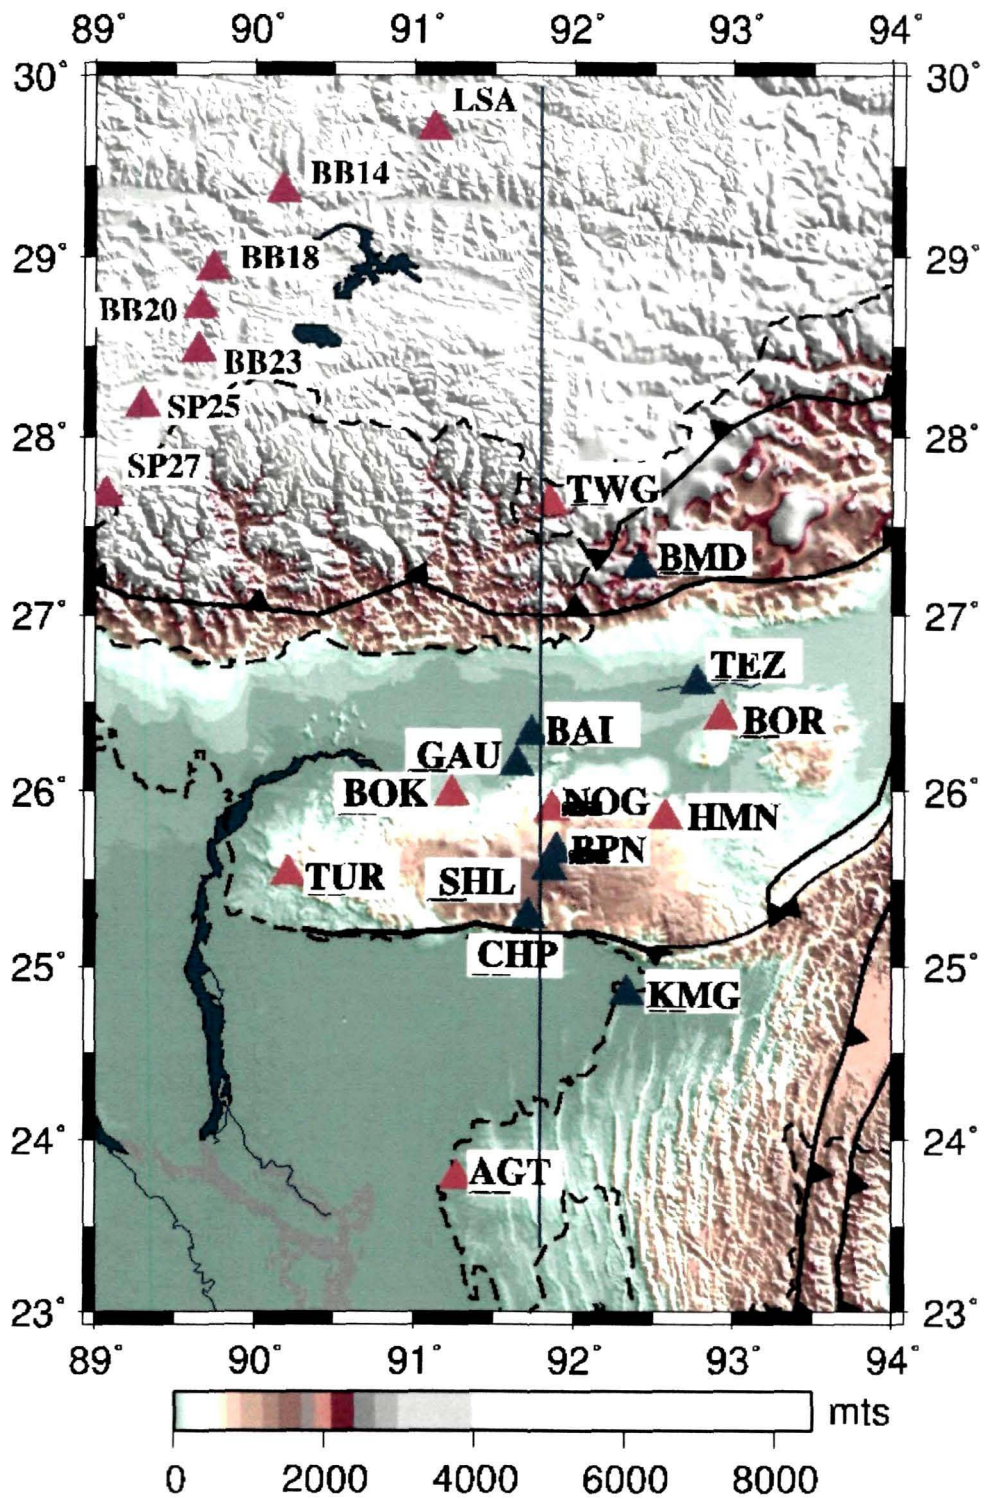 89° 90° 91° 92° 93° 94°
30° 30°
LSA
BB14
29° BB18 29°
BB20
BB23
SP25
28° 28°
SP27
TWG
BMD
27° 27°
TEZ
BAI BOR
GAU
26° BOK NOG HMN 26°
BPN
TUR SHL
25° CHP 25°
KMG
24° 24°
AGT
23° 23°
89° 90° 91° 92° 93° 94°
mts
0 2000 4000 6000 8000